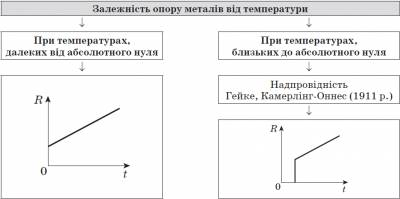 Залежність опору металів від температури
При температурах,
далеких від абсолютного нуля
При температурах,
близьких до абсолютного нуля
Надпровідність
Гейке, Камерлінг-Оннес (1911 р.)
R
0
t
R
0
t